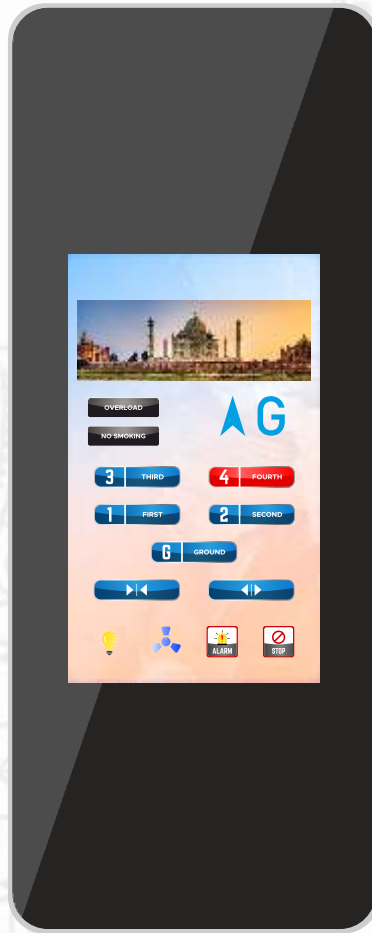 OVERLOAD
G
NO SMOKING
3 THIRD
4 FOURTH
1 FIRST
2 SECOND
G GROUND
ALARM
STOP